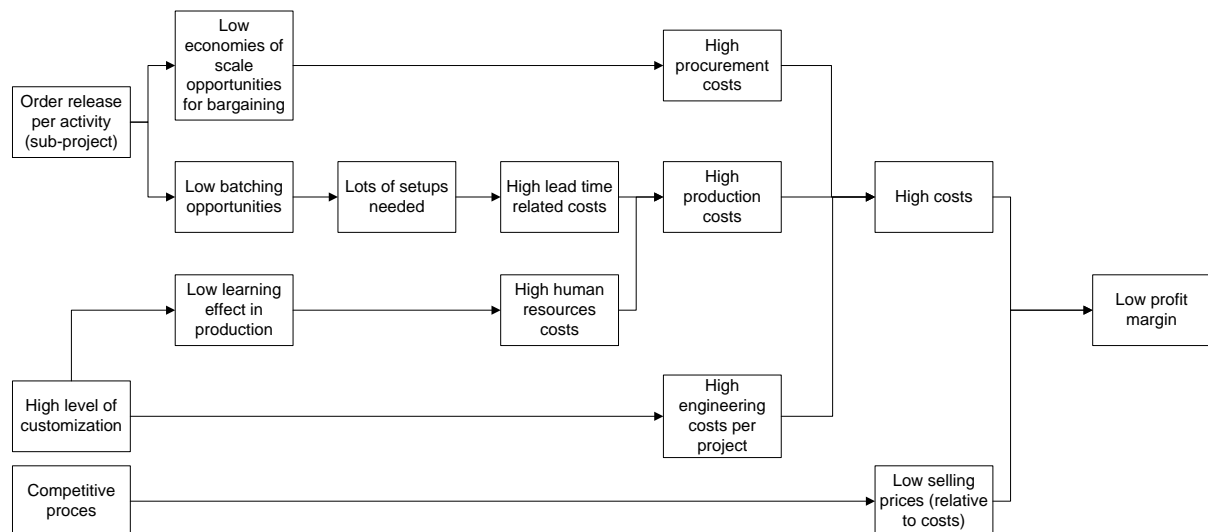 Low
economies of
scale
opportunities
for bargaining
High
procurement
costs
Order release
per activity
(sub-project)
Low batching
opportunities
Lots of setups
needed
High lead time
related costs
High
production
costs
High costs
Low learning
effect in
production
High human
resources
costs
Low profit
margin
High level of
customization
High
engineering
costs per
project
Competitive
proces
Low selling
prices (relative
to costs)